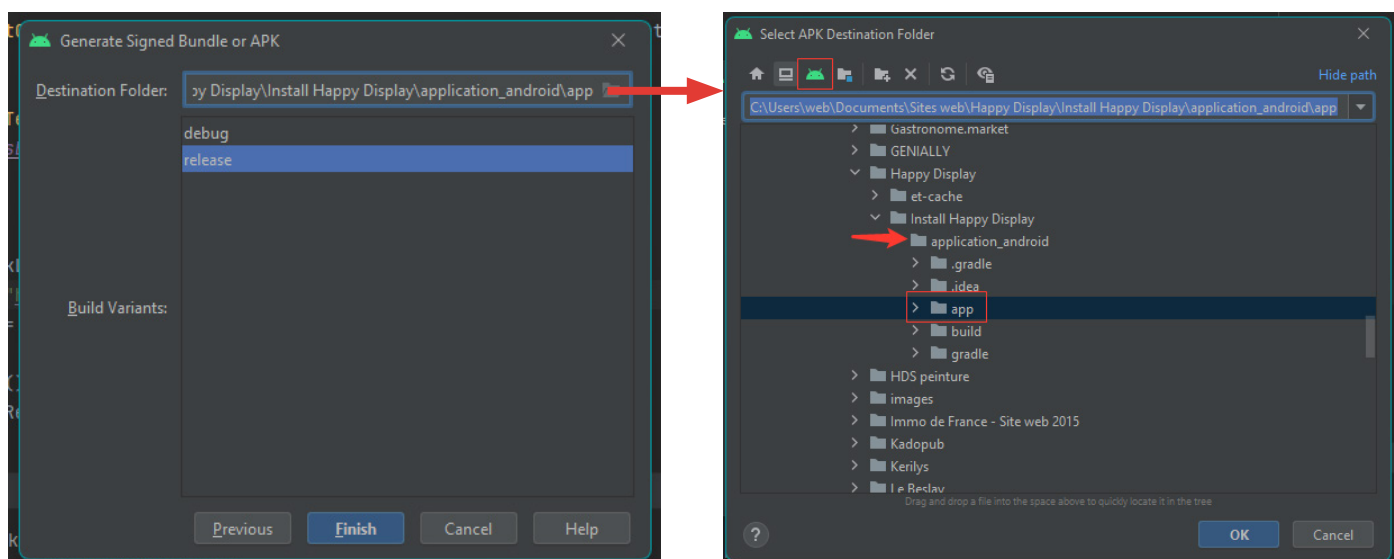 Generate Signed Bundle or APK
Destination Folder:
py Display\Install Happy Display\application_android\app
debug
release
Build Variants:
Previous
Finish
Cancel
Help
Select APK Destination Folder
Hide path
C:\Users\web\Documents\Sites web\Happy Display\Install Happy Display\application_android\app
Gastronome.market
GENIALLY
Happy Display
et-cache
Install Happy Display
application_android
.gradle
.idea
app
build
gradle
HDS peinture
images
Immo de France - Site web 2015
Kadopub
Kerilys
Le Beslay
Drag and drop a file into the space above to quickly locate it in the tree
?
OK
Cancel